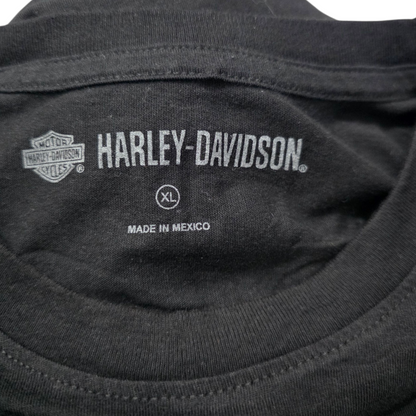 MOTOR
HARLEY-DAVIDSON
CYCLES
®
HARLEY-DAVIDSON®
XL
MADE IN MEXICO